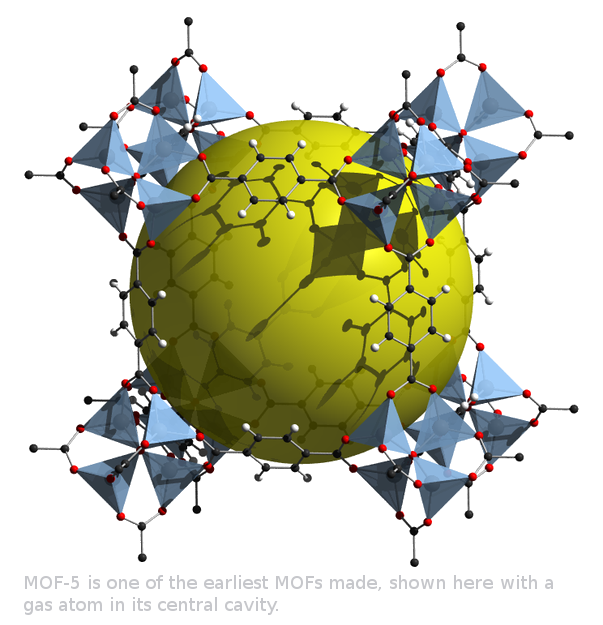 MOF-5 is one of the earliest MOFs made, shown here with a
gas atom in its central cavity.